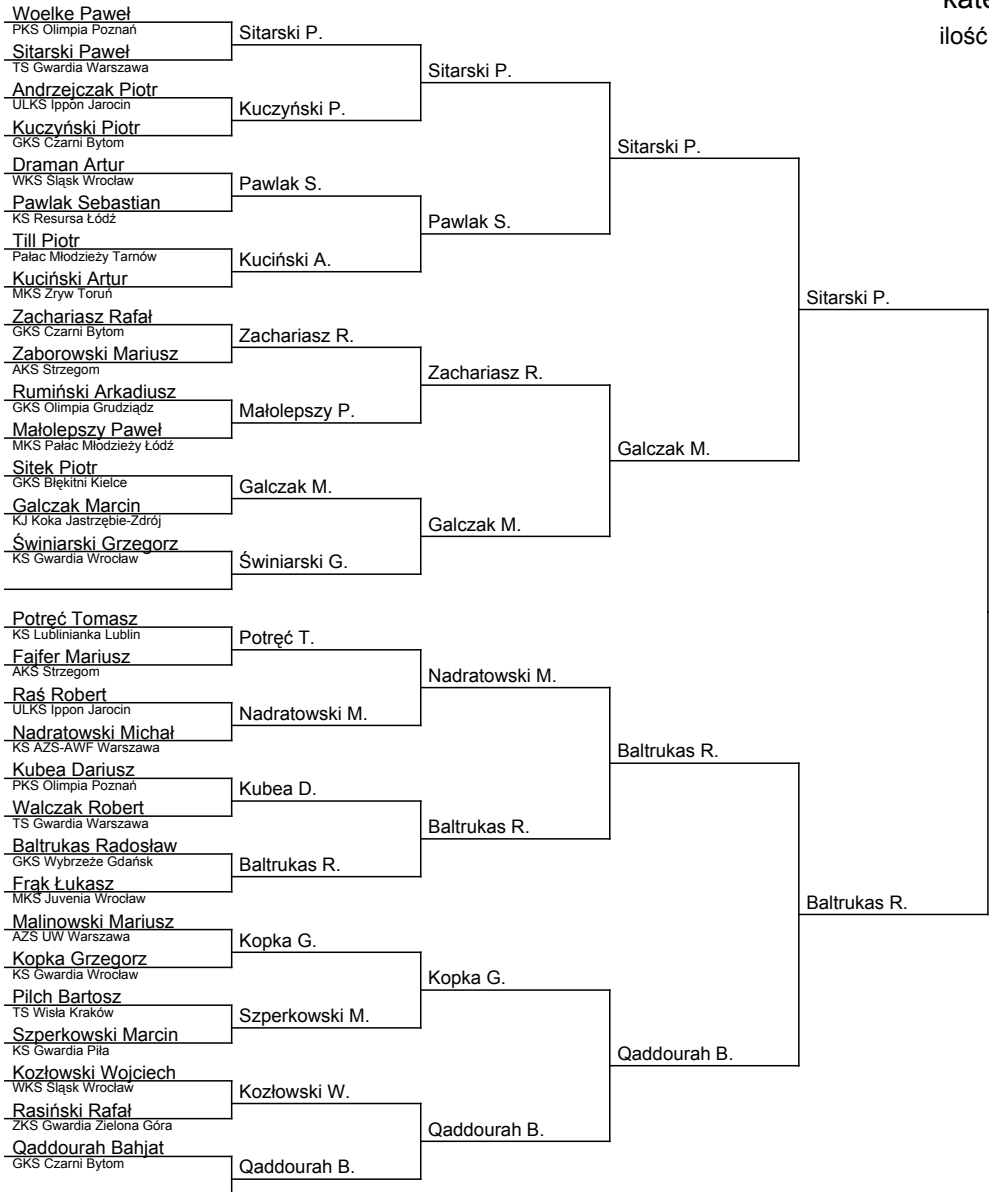 Woelke Paweł
PKS Olimpia Poznań
Sitarski Paweł
TS Gwardia Warszawa
Andrzejczak Piotr
ULKS Ippon Jarocin
Kuczyński Piotr
GKS Czarni Bytom
Draman Artur
WKS Śląsk Wrocław
Pawlak Sebastian
KS Resursa Łódź
Till Piotr
Pałac Młodzieży Tarnów
Kuciński Artur
MKS Zryw Toruń
Zachariasz Rafał
GKS Czarni Bytom
Zaborowski Mariusz
AKS Strzegom
Rumiński Arkadiusz
GKS Olimpia Grudziądz
Małolepszy Paweł
MKS Pałac Młodzieży Łódź
Sitek Piotr
GKS Błękitni Kielce
Galczak Marcin
KJ Koka Jastrzębie-Zdrój
Świniarski Grzegorz
KS Gwardia Wrocław
Potręć Tomasz
KS Lublinianka Lublin
Fajfer Mariusz
AKS Strzegom
Raś Robert
ULKS Ippon Jarocin
Nadratowski Michał
KS AZS-AWF Warszawa
Kubea Dariusz
PKS Olimpia Poznań
Walczak Robert
TS Gwardia Warszawa
Baltrukas Radosław
GKS Wybrzeże Gdańsk
Frąk Łukasz
MKS Juvenia Wrocław
Malinowski Mariusz
AZS UW Warszawa
Kopka Grzegorz
KS Gwardia Wrocław
Pilch Bartosz
TS Wisła Kraków
Szperkowski Marcin
KS Gwardia Piła
Kozłowski Wojciech
WKS Śląsk Wrocław
Rasiński Rafał
ZKS Gwardia Zielona Góra
Qaddourah Bahjat
GKS Czarni Bytom
Sitarski P.
Kuczyński P.
Pawlak S.
Kuciński A.
Zachariasz R.
Małolepszy P.
Galczak M.
Świniarski G.
Potręć T.
Nadratowski M.
Kubea D.
Baltrukas R.
Kopka G.
Szperkowski M.
Kozłowski W.
Qaddourah B.
Sitarski P.
Pawlak S.
Zachariasz R.
Galczak M.
Nadratowski M.
Baltrukas R.
Kopka G.
Qaddourah B.
Sitarski P.
Galczak M.
Baltrukas R.
Qaddourah B.
Sitarski P.
Baltrukas R.
ilość